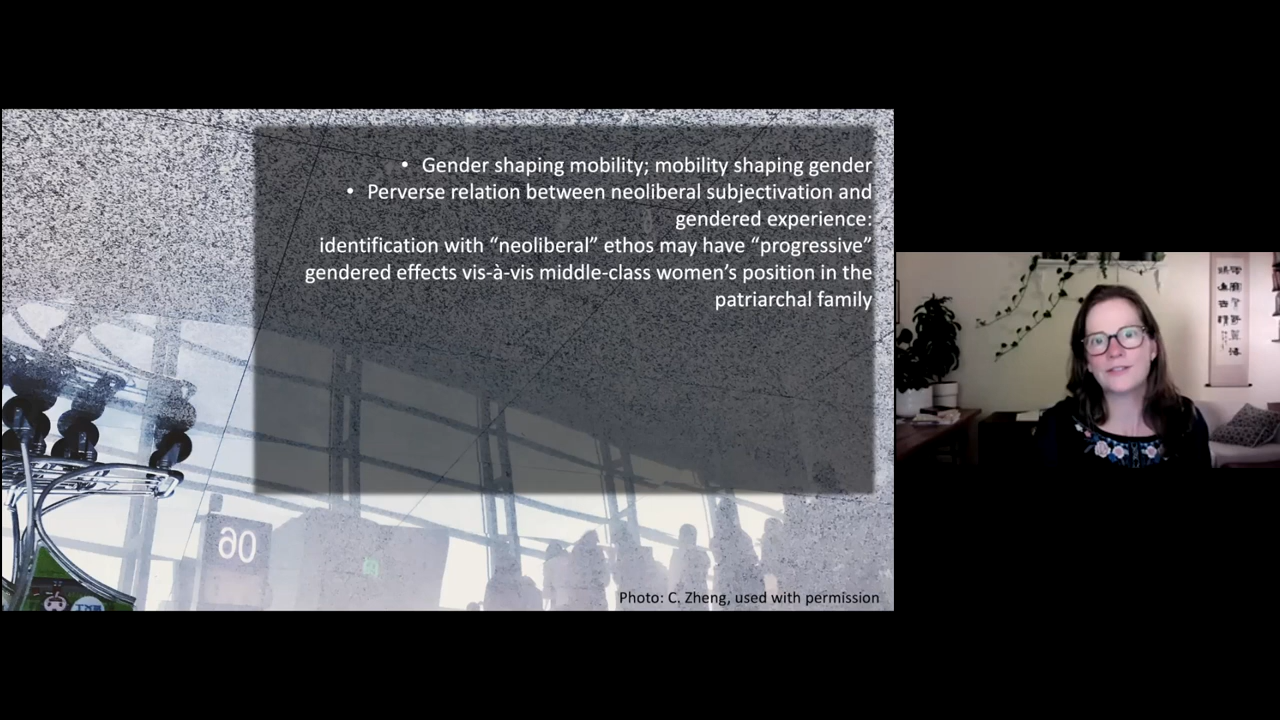 • Gender shaping mobility; mobility shaping gender
• Perverse relation between neoliberal subjectivation and
gendered experience:
identification with “neoliberal” ethos may have “progressive”
gendered effects vis-à-vis middle-class women’s position in the
patriarchal family
06
Photo: C. Zheng, used with permission